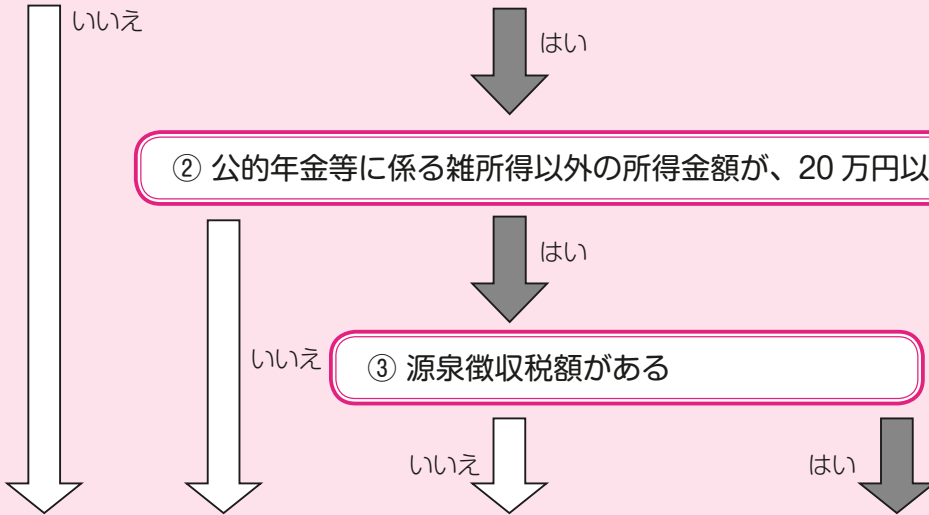 いいえ
はい
② 公的年金等に係る雑所得以外の所得金額が、20 万円以
はい
いいえ
③ 源泉徴収税額がある
いいえ
はい